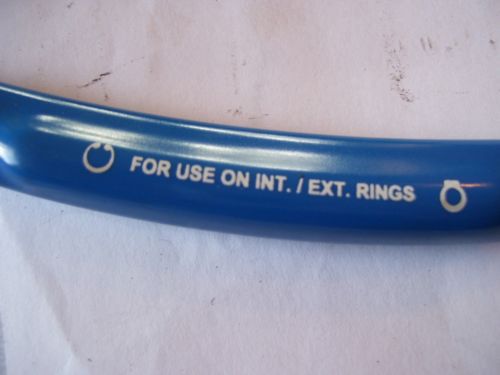 FOR USE ON INT. / EXT. RINGS